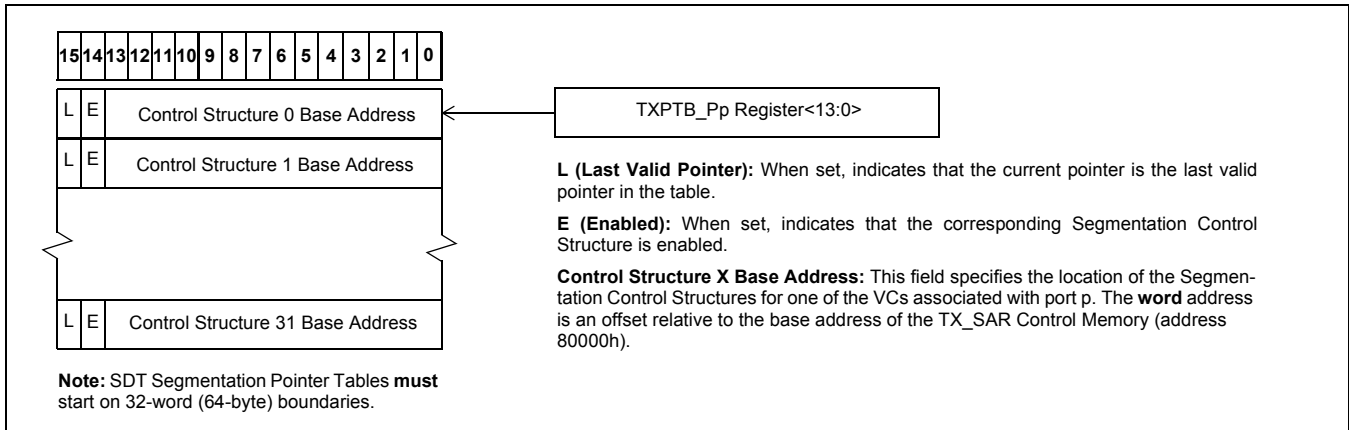 15 14 13 12 11 10 9 8 7 6 5 4 3 2 1 0
L E Control Structure 0 Base Address
L E Control Structure 1 Base Address
L E Control Structure 31 Base Address
Note: SDT Segmentation Pointer Tables must
start on 32-word (64-byte) boundaries.
TXPTB_Pp Register<13:0>
L (Last Valid Pointer): When set, indicates that the current pointer is the last valid
pointer in the table.
E (Enabled): When set, indicates that the corresponding Segmentation Control
Structure is enabled.
Control Structure X Base Address: This field specifies the location of the Segmen-
tation Control Structures for one of the VCs associated with port p. The word address
is an offset relative to the base address of the TX_SAR Control Memory (address
80000h).